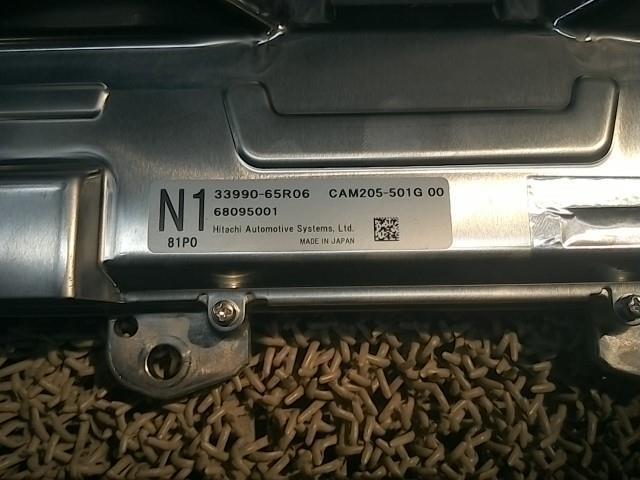 N1 33990-65R06 CAM205-501G 00
68095001
81P0 Hitachi Automotive Systems, Ltd.
MADE IN JAPAN